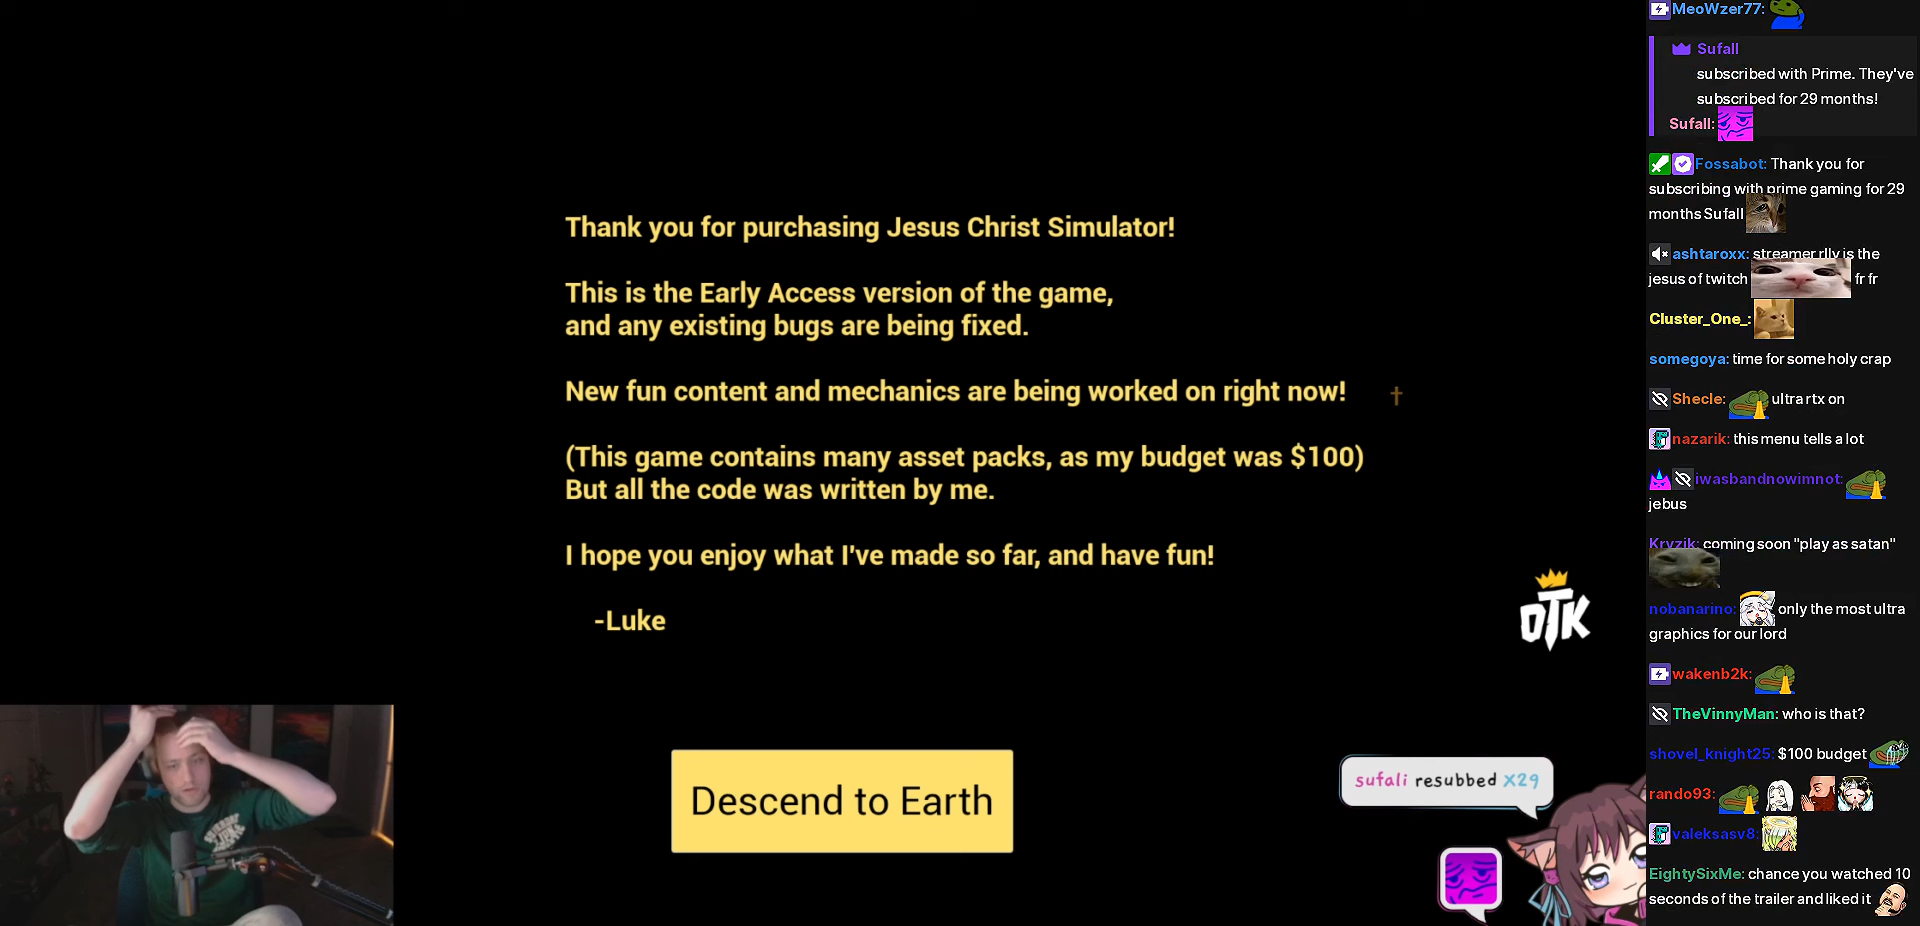 Thank you for purchasing Jesus Christ Simulator!
This is the Early Access version of the game,
and any existing bugs are being fixed.
New fun content and mechanics are being worked on right now!
(This game contains many asset packs, as my budget was $100)
But all the code was written by me.
I hope you enjoy what I've made so far, and have fun!
-Luke
Descend to Earth
OTK
sufali resubbed X29
MeoWzer77:
Sufall
subscribed with Prime. They've
subscribed for 29 months!
Sufall:
Fossabot: Thank you for
subscribing with prime gaming for 29
months Sufall
ashtaroxx: streamer rlly is the
jesus of twitch fr fr
Cluster_One_:
somegoya: time for some holy crap
Shecle: ultra rtx on
nazarik: this menu tells a lot
iwasbandnowimnot:
jebus
Kryzik: coming soon "play as satan"
nobanarino: only the most ultra
graphics for our lord
wakenb2k:
TheVinnyMan: who is that?
shovel_knight25: $100 budget
rando93:
valeksasv8:
EightySixMe: chance you watched 10
seconds of the trailer and liked it